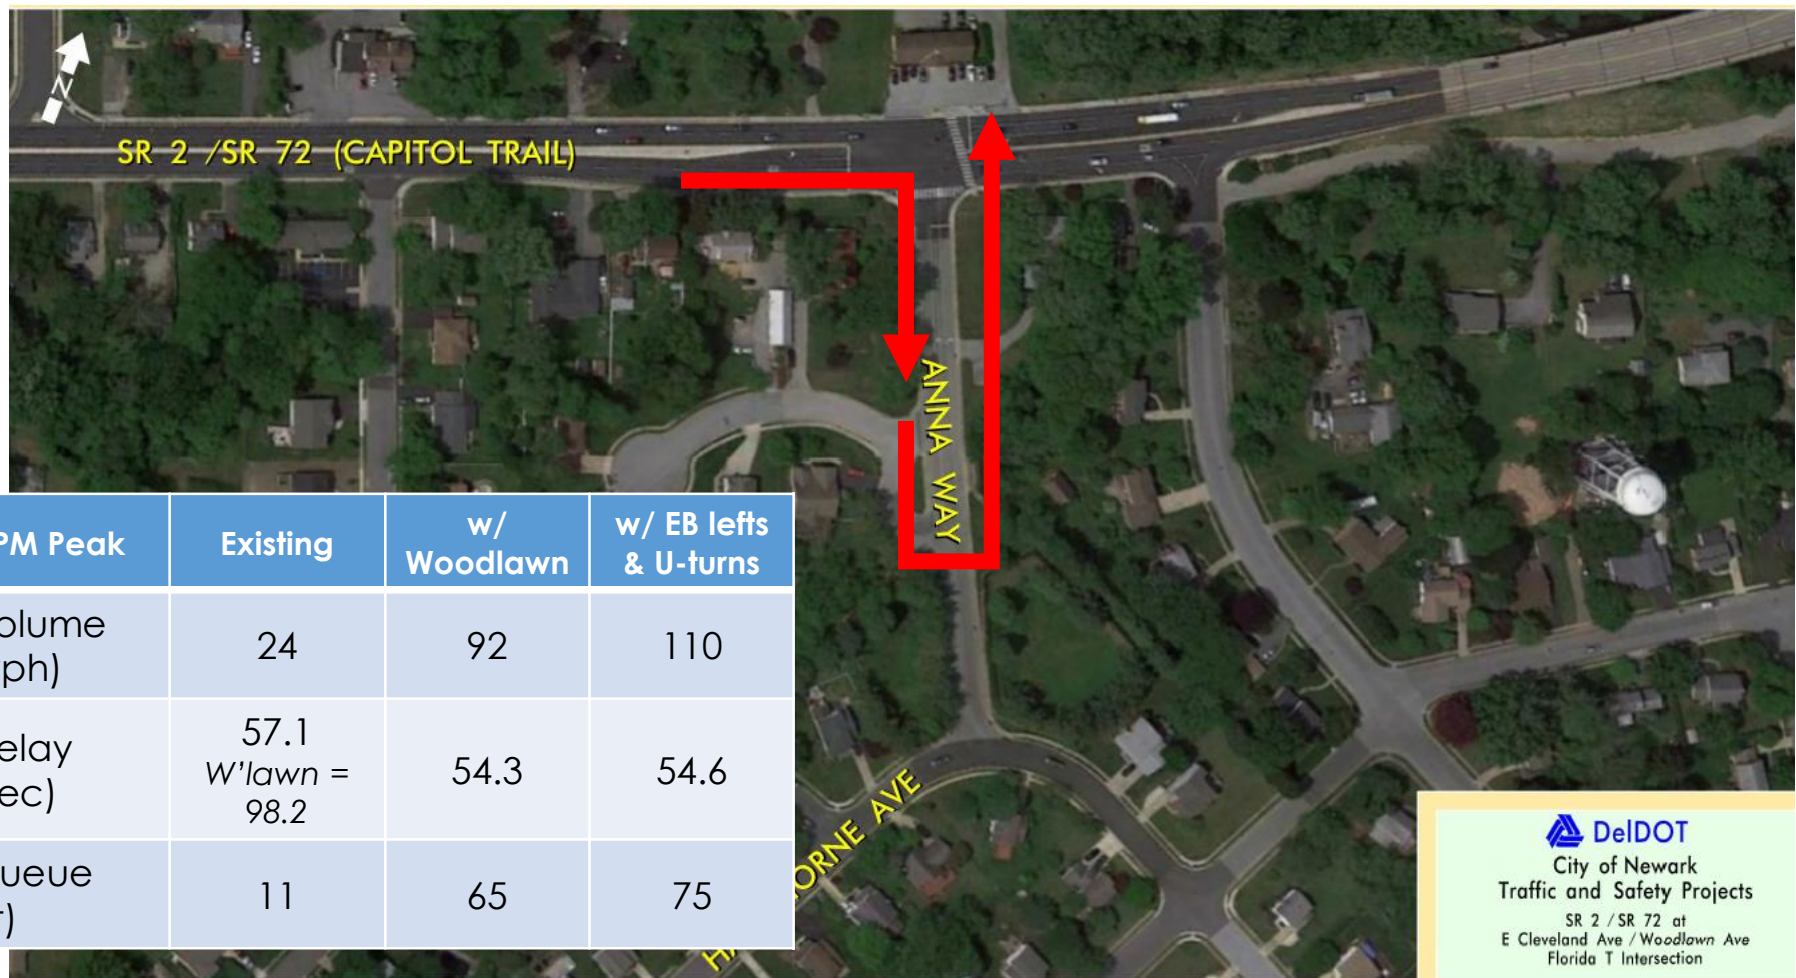 N
SR 2 /SR 72 (CAPITOL TRAIL)
ANNA WAY
PM Peak
Existing
w/
Woodlawn
w/ EB lefts
& U-turns
olume
ph)
24
92
110
elay
ec)
57.1
W'lawn =
98.2
54.3
54.6
ueue
t)
11
65
75
ORNE AVE
DelDOT
City of Newark
Traffic and Safety Projects
SR 2 / SR 72 at
E Cleveland Ave / Woodlawn Ave
Florida T Intersection